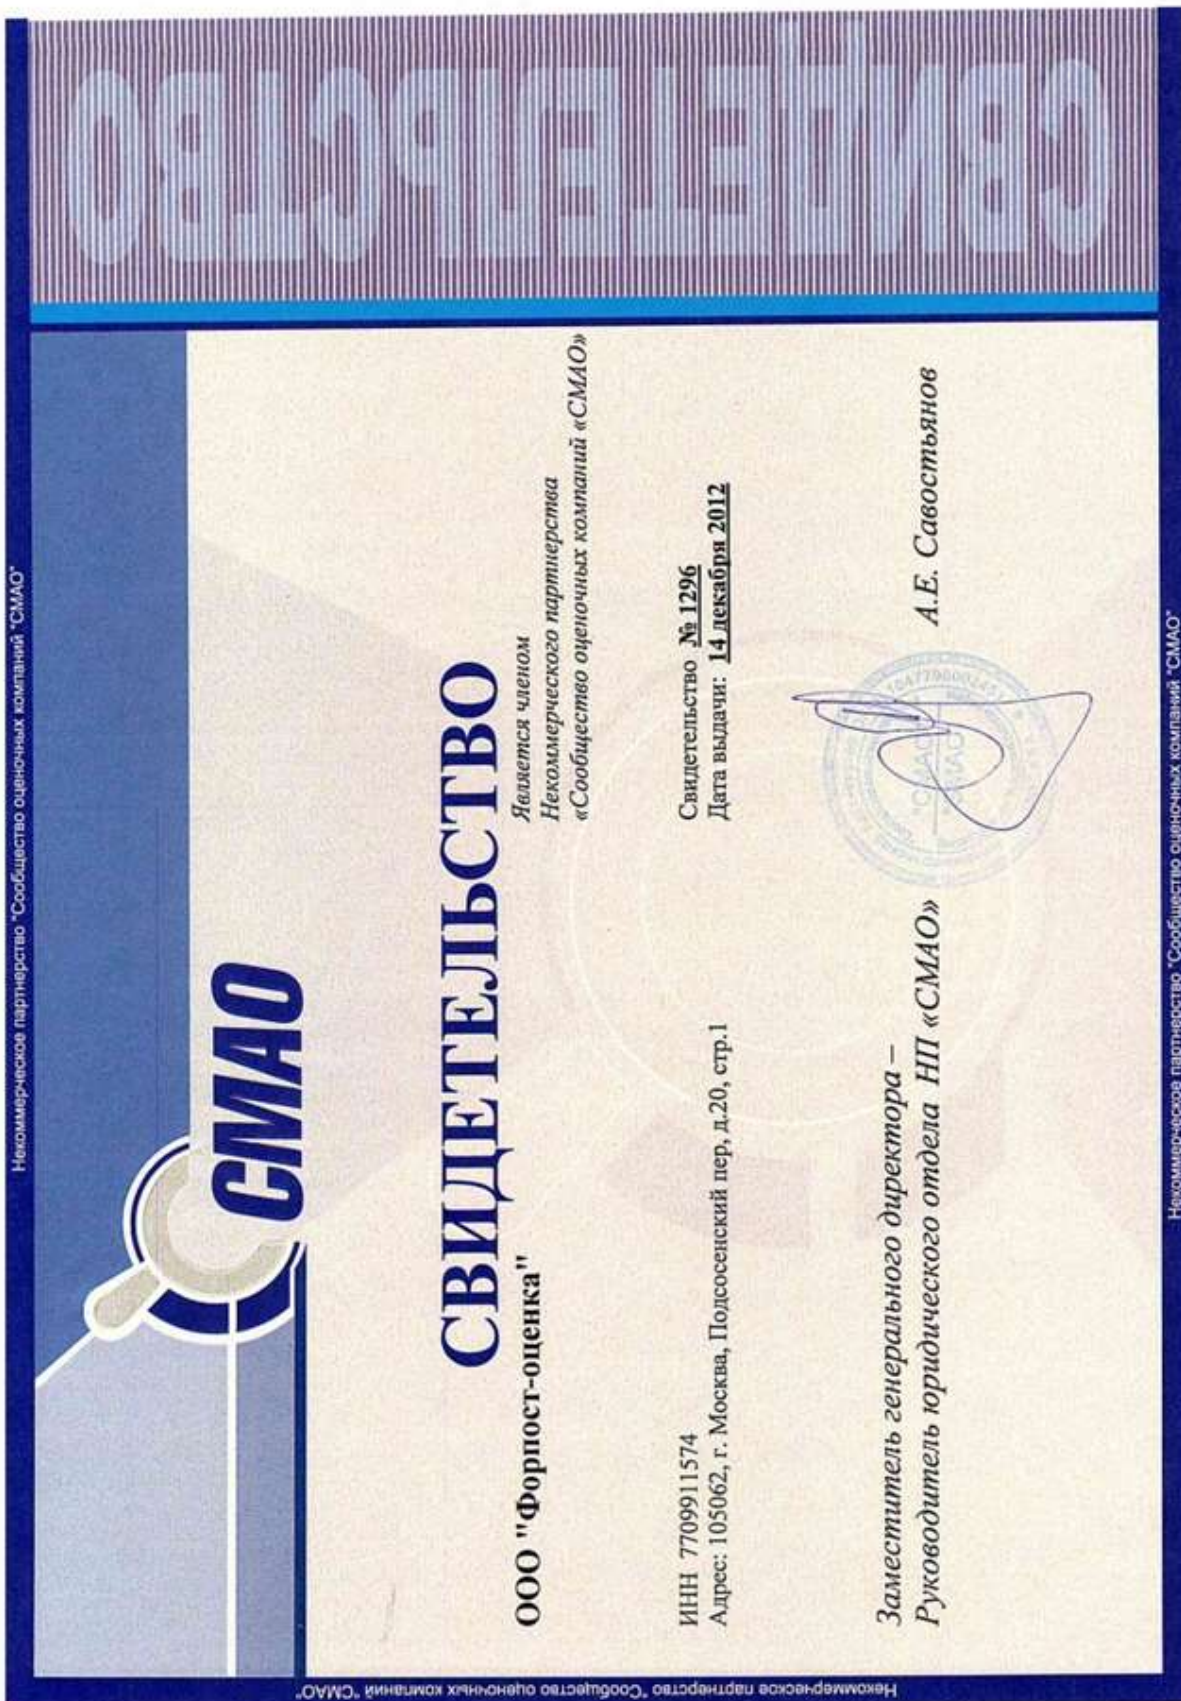 Некоммерческое партнерство "Сообщество оценочных компаний "СМАО"
СМАО
СВИДЕТЕЛЬСТВО
ООО "Форпост-оценка"
Является членом
Некоммерческого партнерства
«Сообщество оценочных компаний «СМАО»
ИНН 7709911574
Адрес: 105062, г. Москва, Подсосенский пер, д.20, стр.1
Свидетельство № 1296
Дата выдачи: 14 декабря 2012
Заместитель генерального директора –
Руководитель юридического отдела НП «СМАО»
А.Е. Савостьянов
"СМАО"
Некоммерческое партнерство "Сообщество оценочных компаний "СМАО"
Некоммерческое партнерство "Сообщество оценочных компаний "СМАО"
СВИДЕТЕЛЬСТВО